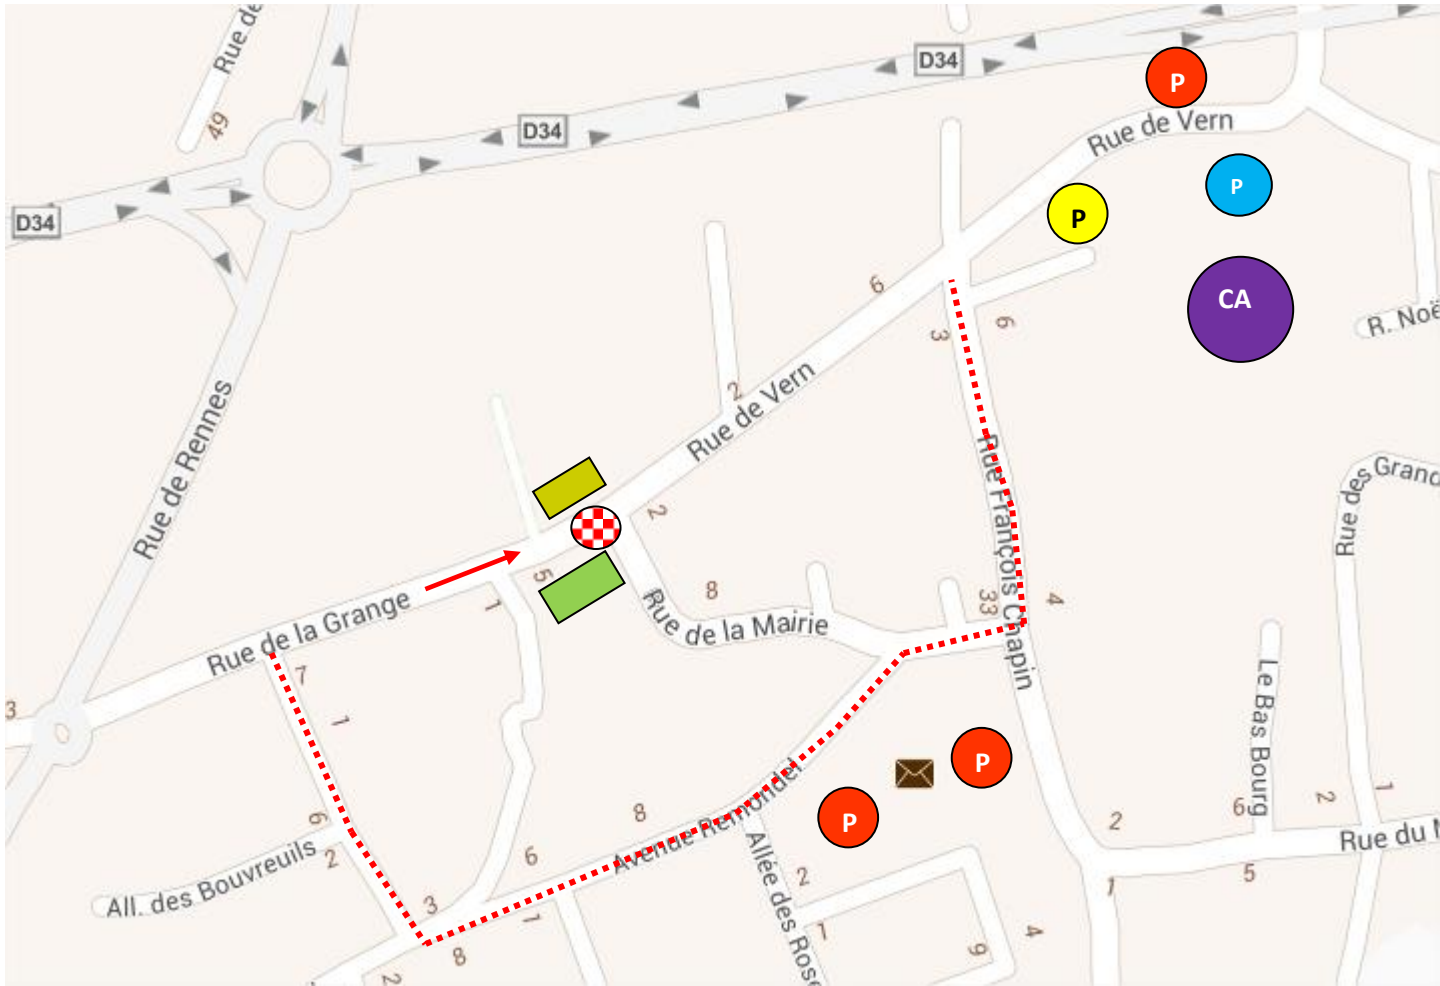 Rue de
49
D34
D34
D34
P
Rue de Vern
P
P
CA
R. Noë
6
3
6
Rue de Rennes
2
Rue de Vern
Rue François Chapin
Rue des Grand
2
5
1
8
Rue de la Mairie
33
4
Rue de la Grange
7
1
3
Le Bas Bourg
P
P
8
Avenue Remondel
6
2
All. des Bouvreuils
6
3
1
8
2
Allée des Rose
2
1
9
4
2
1
6
5
2
1
Rue du